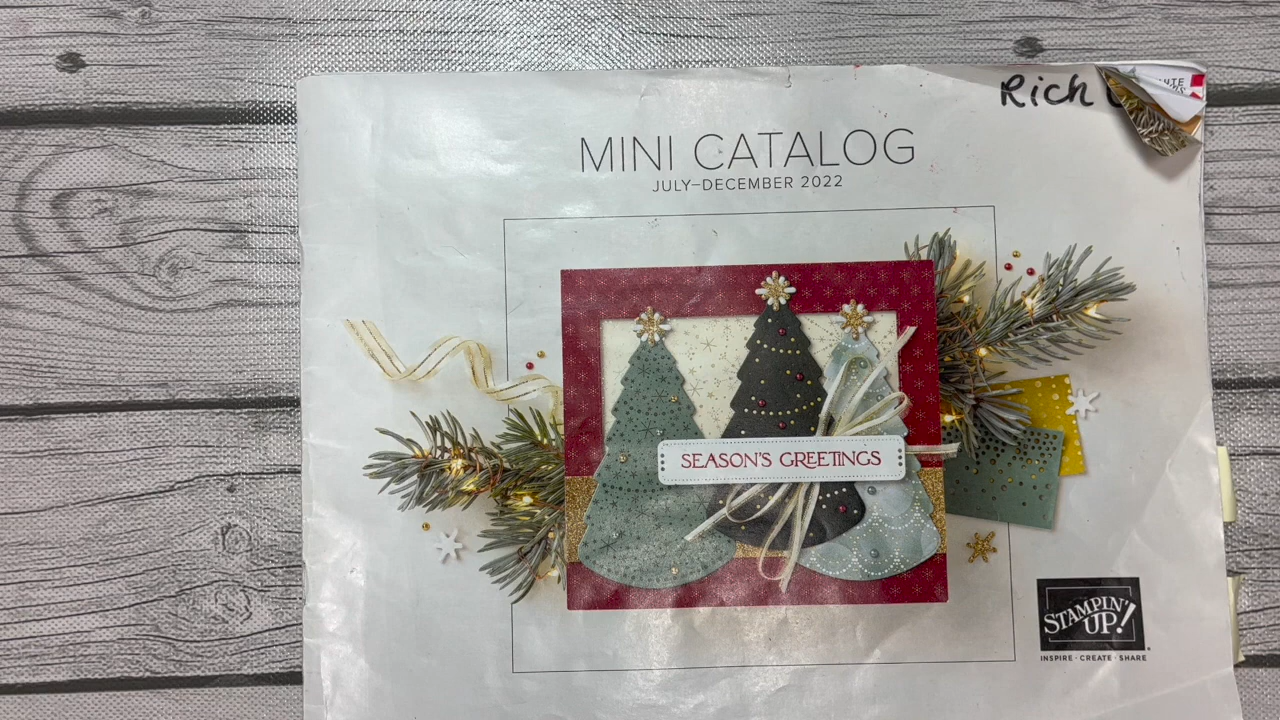 Rich
MINI CATALOG
JULY–DECEMBER 2022
SEASON'S GREETINGS
STAMPIN'
UP!
INSPIRE · CREATE · SHARE